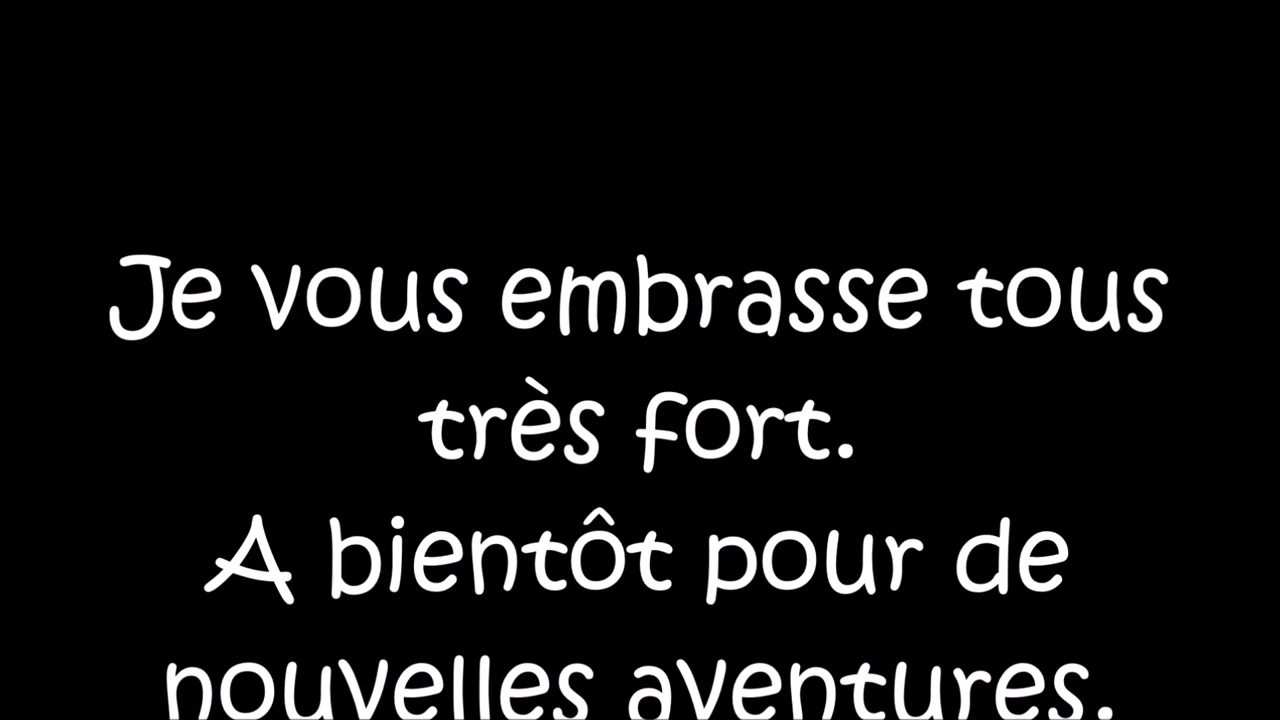 Je vous embrasse tous
très fort.
A bientôt pour de
nouvelles aventures.